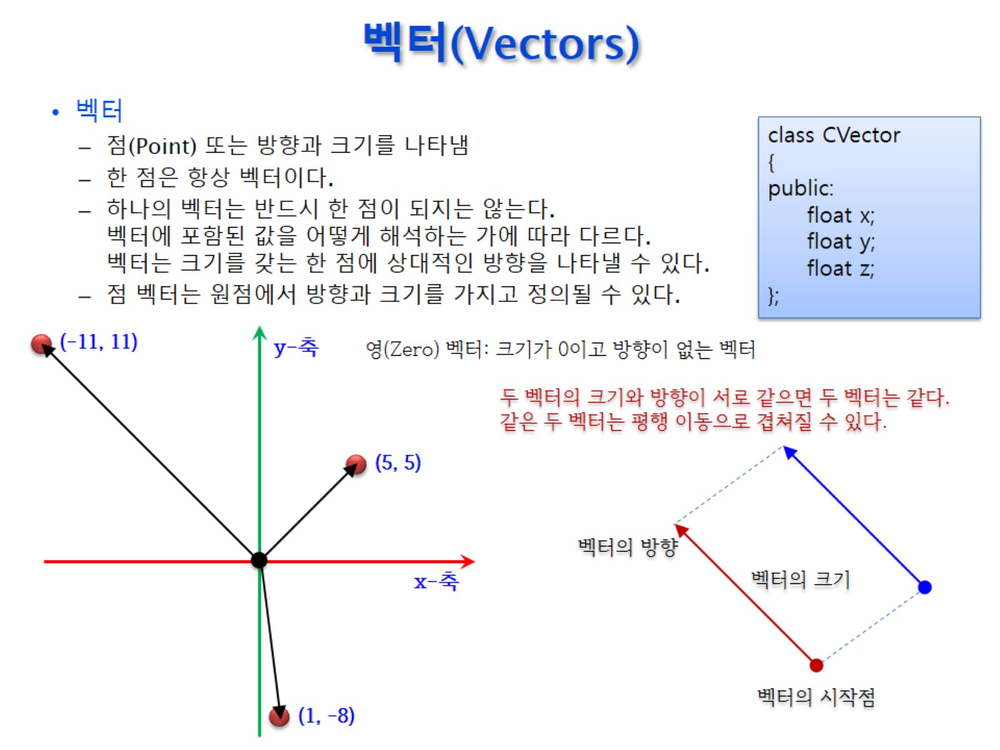 벡터(Vectors)
• 벡터
– 점(Point) 또는 방향과 크기를 나타냄
– 한 점은 항상 벡터이다.
– 하나의 벡터는 반드시 한 점이 되지는 않는다.
벡터에 포함된 값을 어떻게 해석하는 가에 따라 다르다.
벡터는 크기를 갖는 한 점에 상대적인 방향을 나타낼 수 있다.
– 점 벡터는 원점에서 방향과 크기를 가지고 정의될 수 있다.
class CVector
{
public:
float x;
float y;
float z;
};
(-11, 11)
y-축
영(Zero) 벡터: 크기가 0이고 방향이 없는 벡터
두 벡터의 크기와 방향이 서로 같으면 두 벡터는 같다.
같은 두 벡터는 평행 이동으로 겹쳐질 수 있다.
(5, 5)
벡터의 방향
x-축
벡터의 크기
벡터의 시작점
(1, -8)